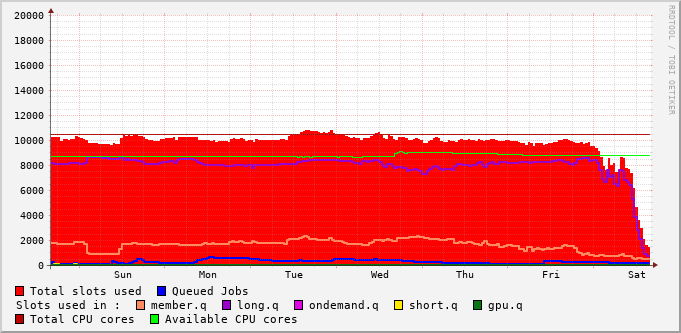 20000
18000
16000
14000
12000
10000
8000
6000
4000
2000
0
Sun Mon Tue Wed Thu Fri Sat
RRDTOOL / TOBI OETIKER
Total slots used Queued Jobs
Slots used in : member.q long.q ondemand.q short.q gpu.q
Total CPU cores Available CPU cores